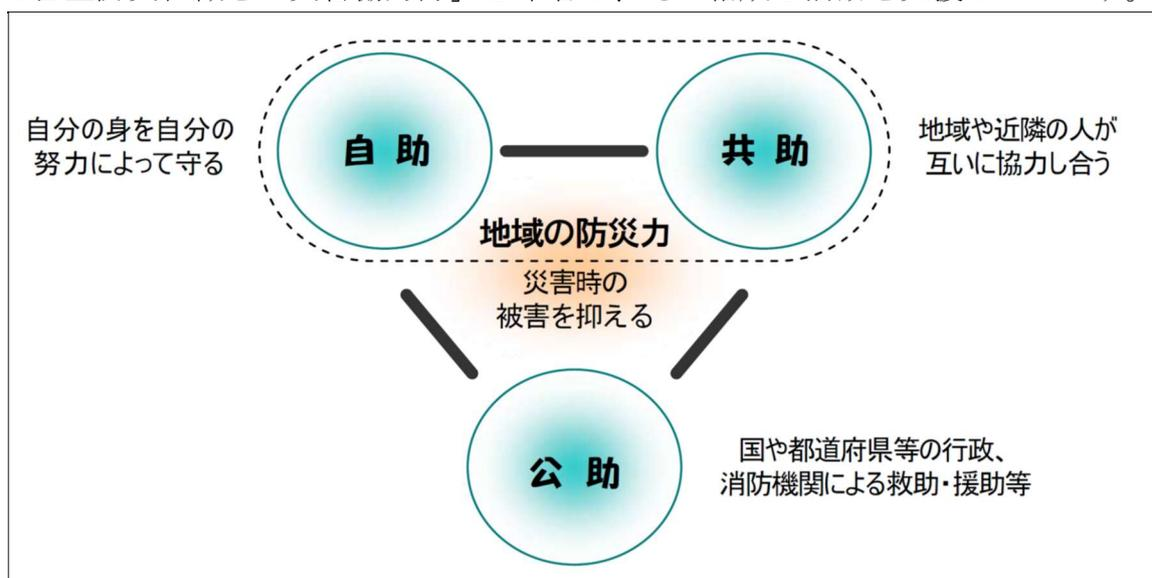 自助
共助
自分の身を自分の
努力によって守る
地域や近隣の人が
互いに協力し合う
地域の防災力
災害時の
被害を抑える
公助
国や都道府県等の行政、
消防機関による救助・援助等